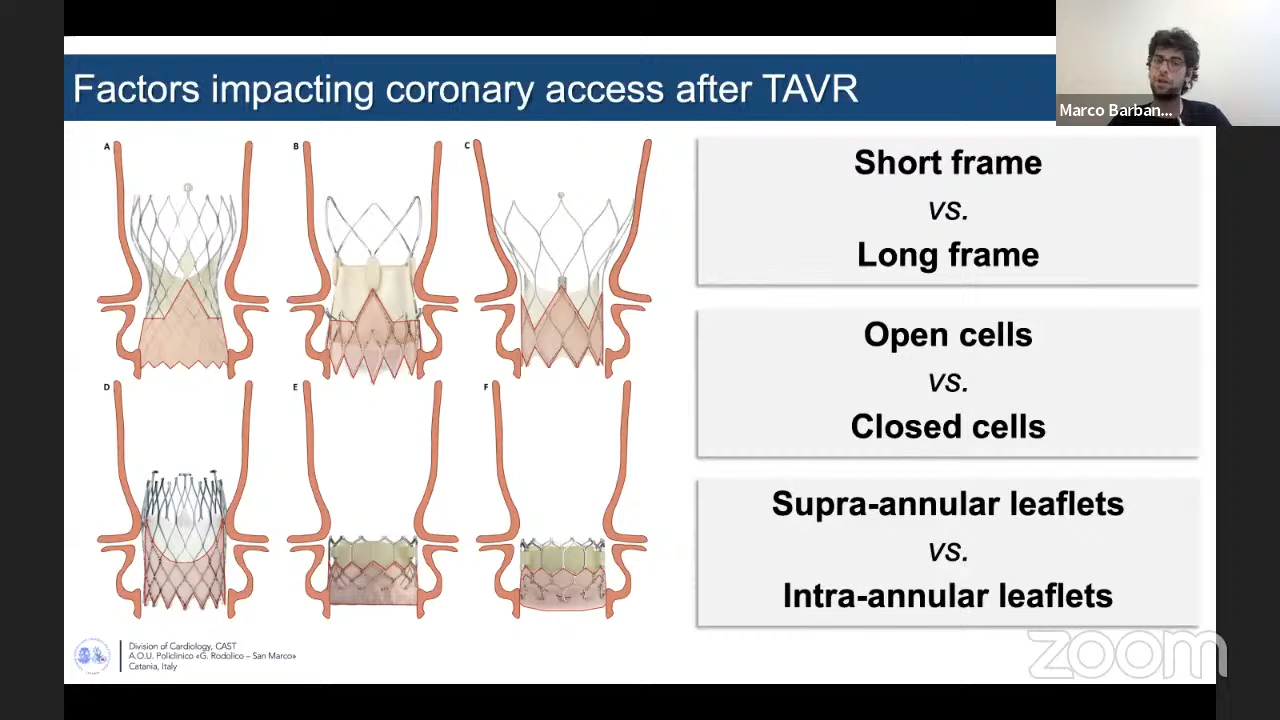 Factors impacting coronary access after TAVR
Marco Barban...
A
B
C
Short frame
vs.
Long frame
Open cells
vs.
Closed cells
D
E
F
Supra-annular leaflets
vs.
Intra-annular leaflets
Division of Cardiology, CAST
A.O.U. Policlinico «G. Rodolico – San Marco»
Catania, Italy
zoom